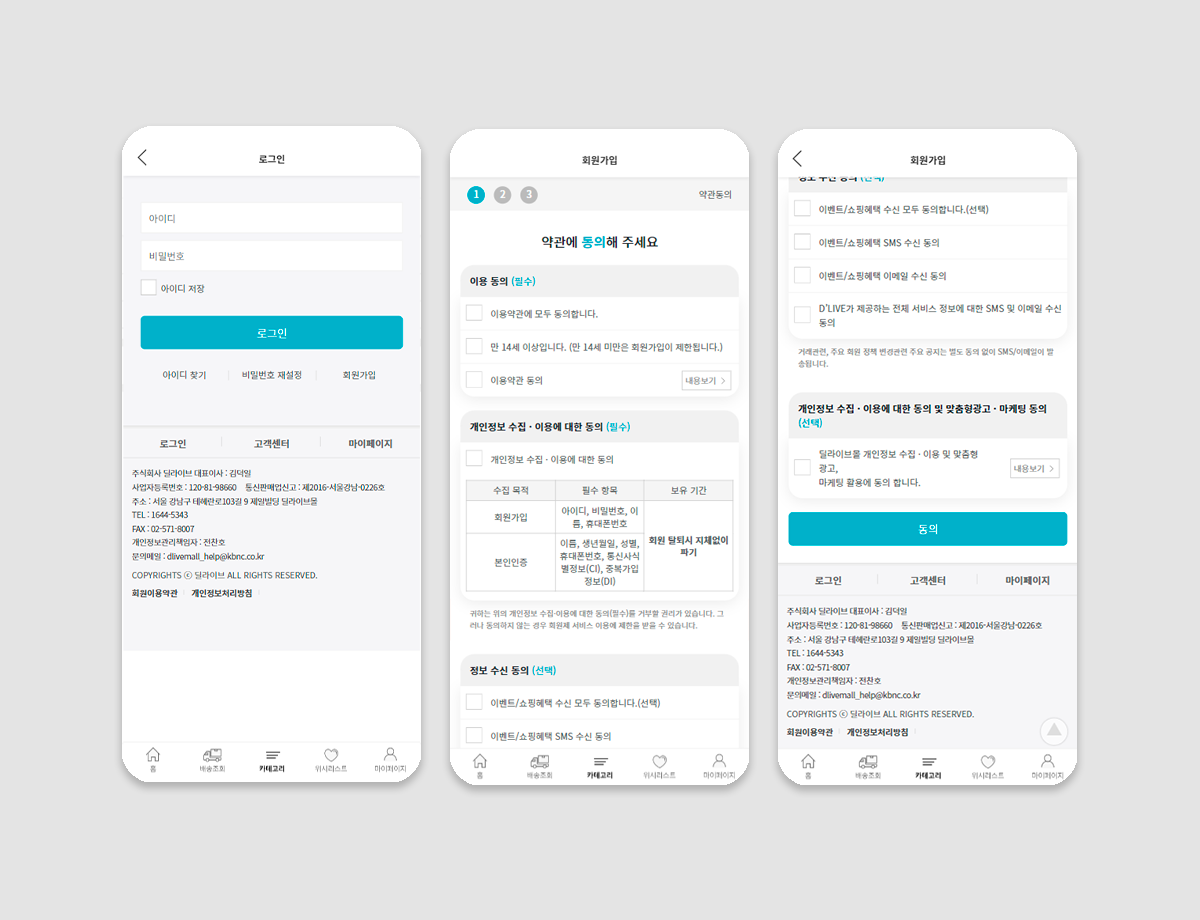 로그인
아이디
비밀번호
아이디 저장
로그인
아이디 찾기
비밀번호 재설정
회원가입
로그인
고객센터
마이페이지
주식회사 딜라이브 대표이사 : 김덕일
사업자등록번호 : 120-81-98660 통신판매업신고 : 제2016-서울강남-0226호
주소 : 서울 강남구 테헤란로103길 9 제일빌딩 딜라이브몰
TEL : 1644-5343
FAX : 02-571-8007
개인정보관리책임자 : 전찬호
문의메일 : dlivemall_help@kbnc.co.kr
COPYRIGHTS ⓒ 딜라이브 ALL RIGHTS RESERVED.
회원이용약관
개인정보처리방침
홈
배송조회
카테고리
위시리스트
마이페이지
회원가입
1 2 3
약관동의
약관에 동의해 주세요
이용 동의 (필수)
이용약관에 모두 동의합니다.
만 14세 이상입니다. (만 14세 미만은 회원가입이 제한됩니다.)
이용약관 동의
내용보기 >
개인정보 수집 · 이용에 대한 동의 (필수)
개인정보 수집 · 이용에 대한 동의
수집 목적
필수 항목
보유 기간
회원가입
아이디, 비밀번호, 이
름, 휴대폰번호
본인인증
이름, 생년월일, 성별,
휴대폰번호, 통신사식
별정보(CI), 중복가입
정보(DI)
회원 탈퇴시 지체없이
파기
귀하는 위의 개인정보 수집·이용에 대한 동의(필수)를 거부할 권리가 있습니다. 그
러나 동의하지 않는 경우 회원제 서비스 이용에 제한을 받을 수 있습니다.
정보 수신 동의 (선택)
이벤트/쇼핑혜택 수신 모두 동의합니다.(선택)
이벤트/쇼핑혜택 SMS 수신 동의
홈
배송조회
카테고리
위시리스트
마이페이지
회원가입
정보 수신 동의 (선택)
이벤트/쇼핑혜택 수신 모두 동의합니다.(선택)
이벤트/쇼핑혜택 SMS 수신 동의
이벤트/쇼핑혜택 이메일 수신 동의
D'LIVE가 제공하는 전체 서비스 정보에 대한 SMS 및 이메일 수신
동의
거래관련, 주요 회원 정책 변경관련 주요 공지는 별도 동의 없이 SMS/이메일이 발
송됩니다.
개인정보 수집 · 이용에 대한 동의 및 맞춤형광고 · 마케팅 동의
(선택)
딜라이브몰 개인정보 수집 · 이용 및 맞춤형
광고,
마케팅 활용에 동의 합니다.
내용보기 >
동의
로그인
고객센터
마이페이지
주식회사 딜라이브 대표이사 : 김덕일
사업자등록번호 : 120-81-98660 통신판매업신고 : 제2016-서울강남-0226호
주소 : 서울 강남구 테헤란로103길 9 제일빌딩 딜라이브몰
TEL : 1644-5343
FAX : 02-571-8007
개인정보관리책임자 : 전찬호
문의메일 : dlivemall_help@kbnc.co.kr
COPYRIGHTS ⓒ 딜라이브 ALL RIGHTS RESERVED.
회원이용약관
개인정보처리방침
홈
배송조회
카테고리
위시리스트
마이페이지